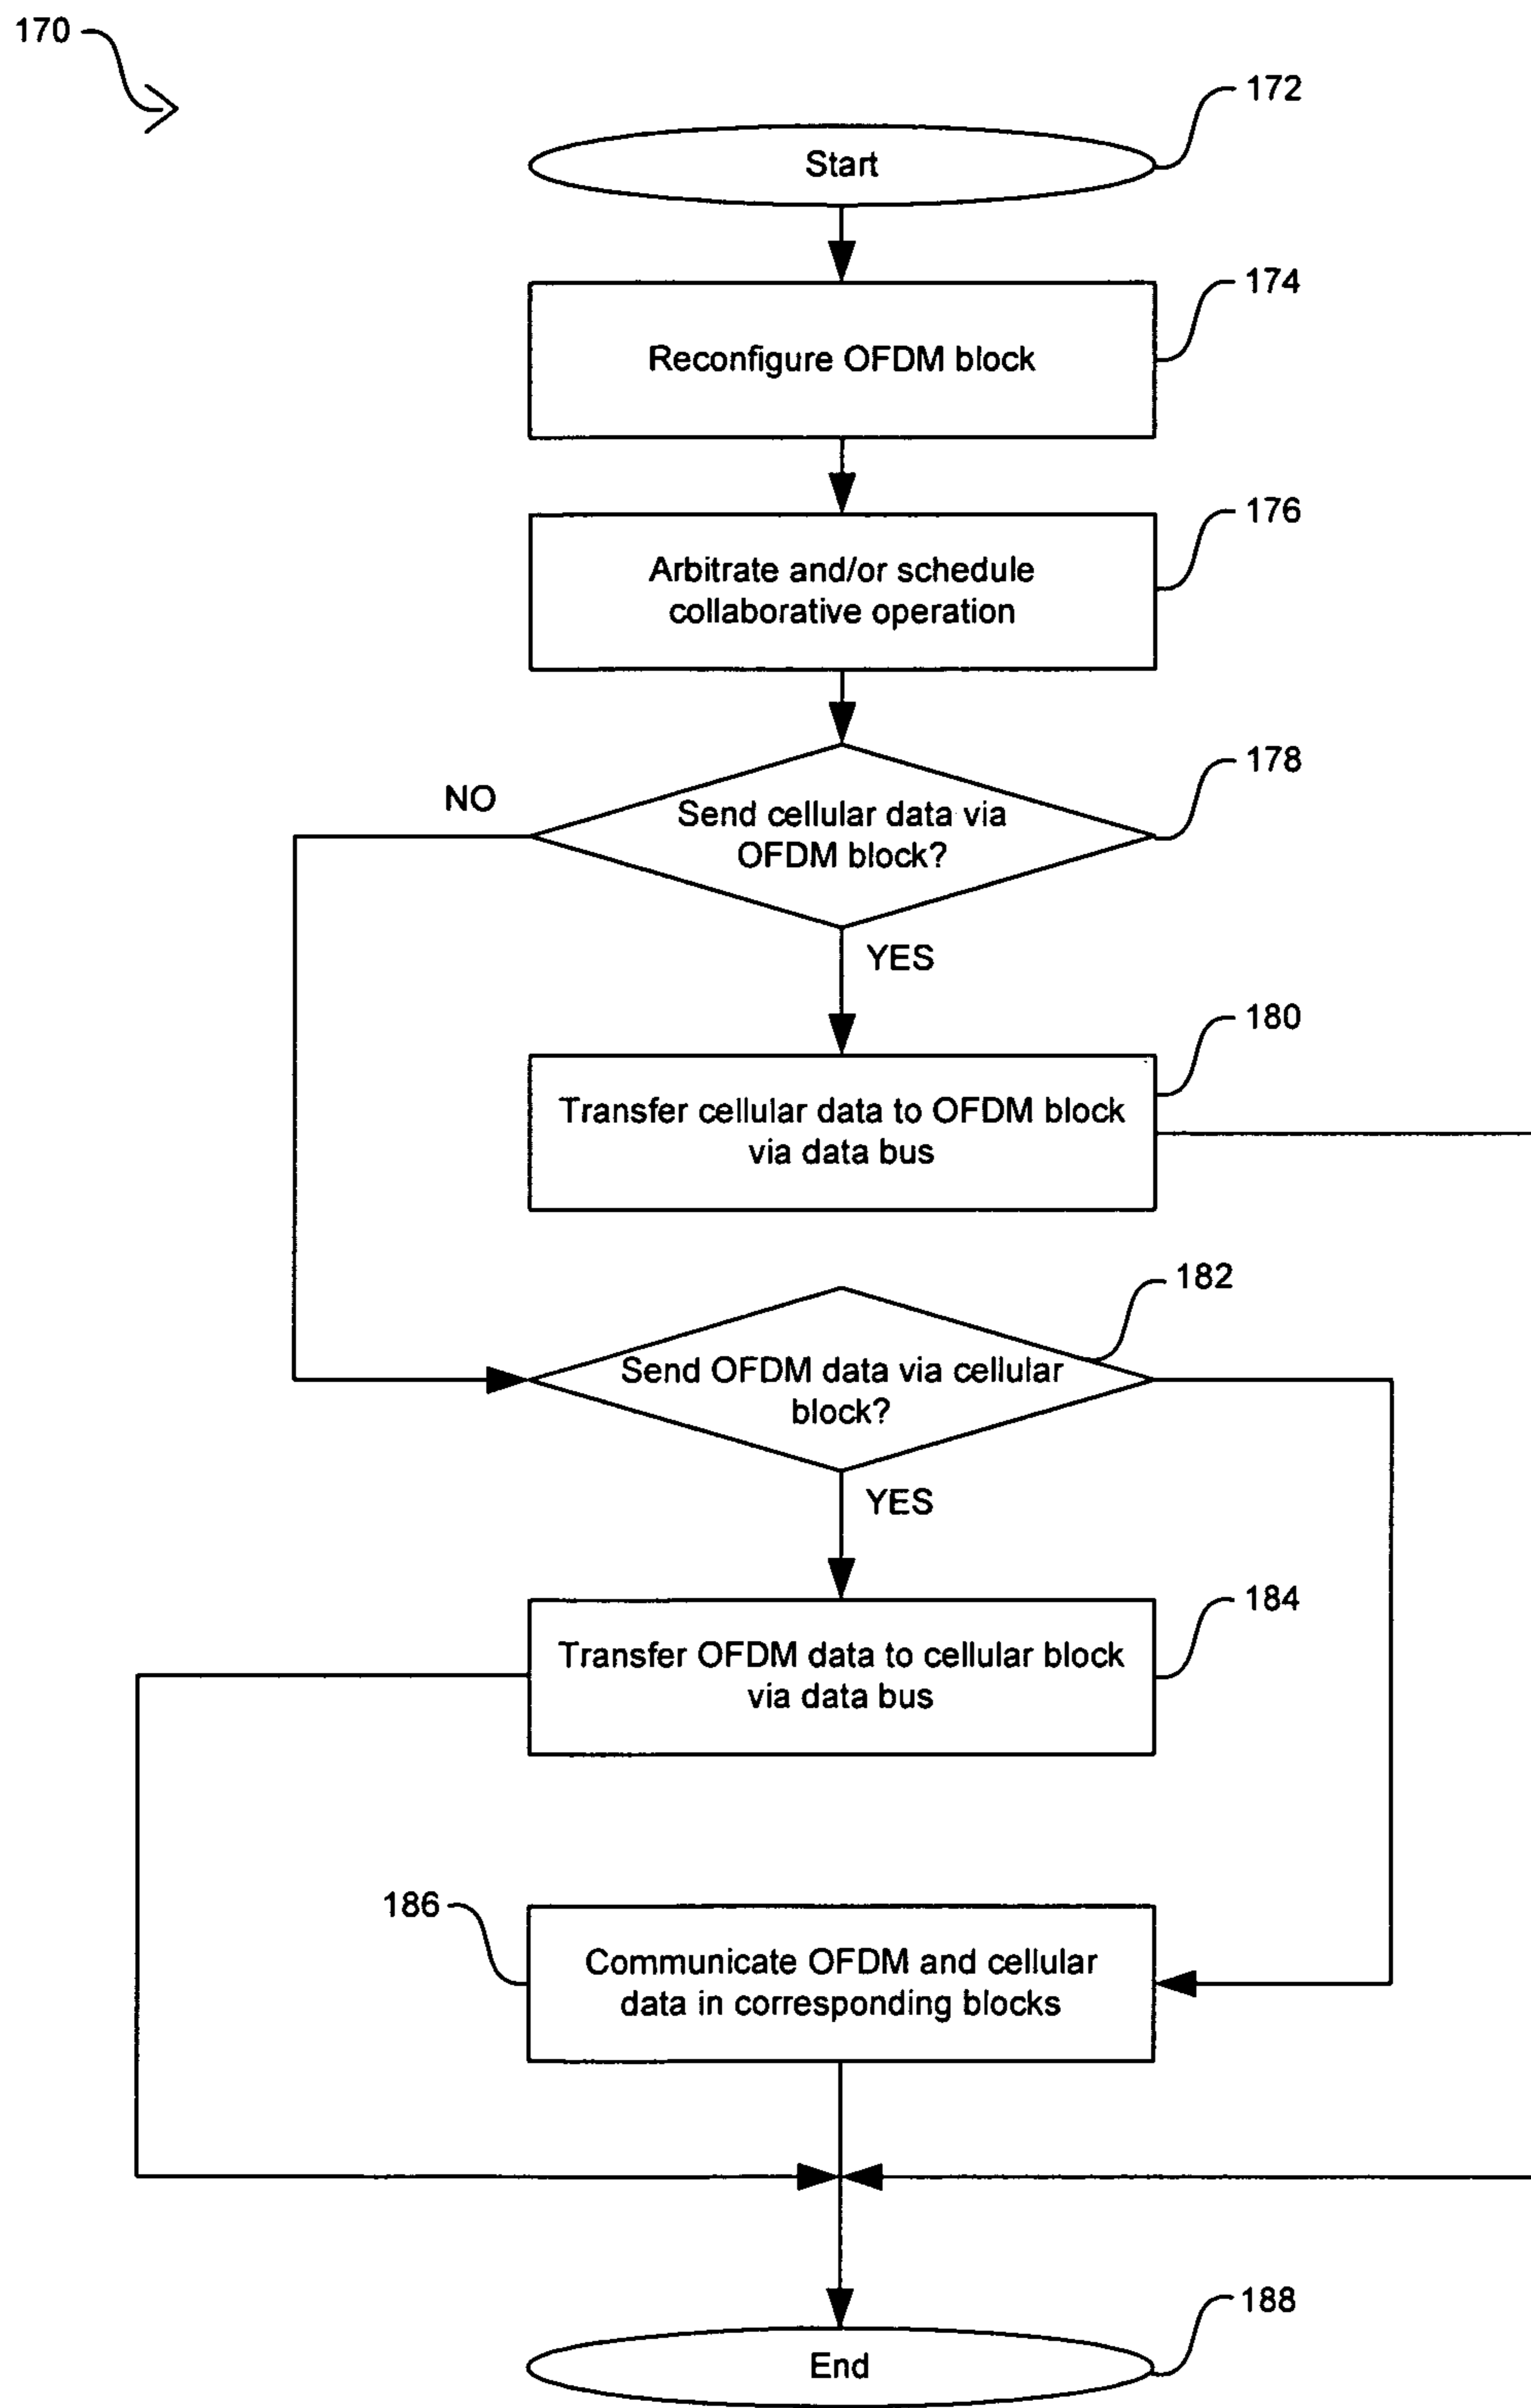 170
172
Start
174
Reconfigure OFDM block
176
Arbitrate and/or schedule
collaborative operation
178
NO
Send cellular data via
OFDM block?
YES
180
Transfer cellular data to OFDM block
via data bus
182
Send OFDM data via cellular
block?
YES
184
Transfer OFDM data to cellular block
via data bus
186
Communicate OFDM and cellular
data in corresponding blocks
188
End